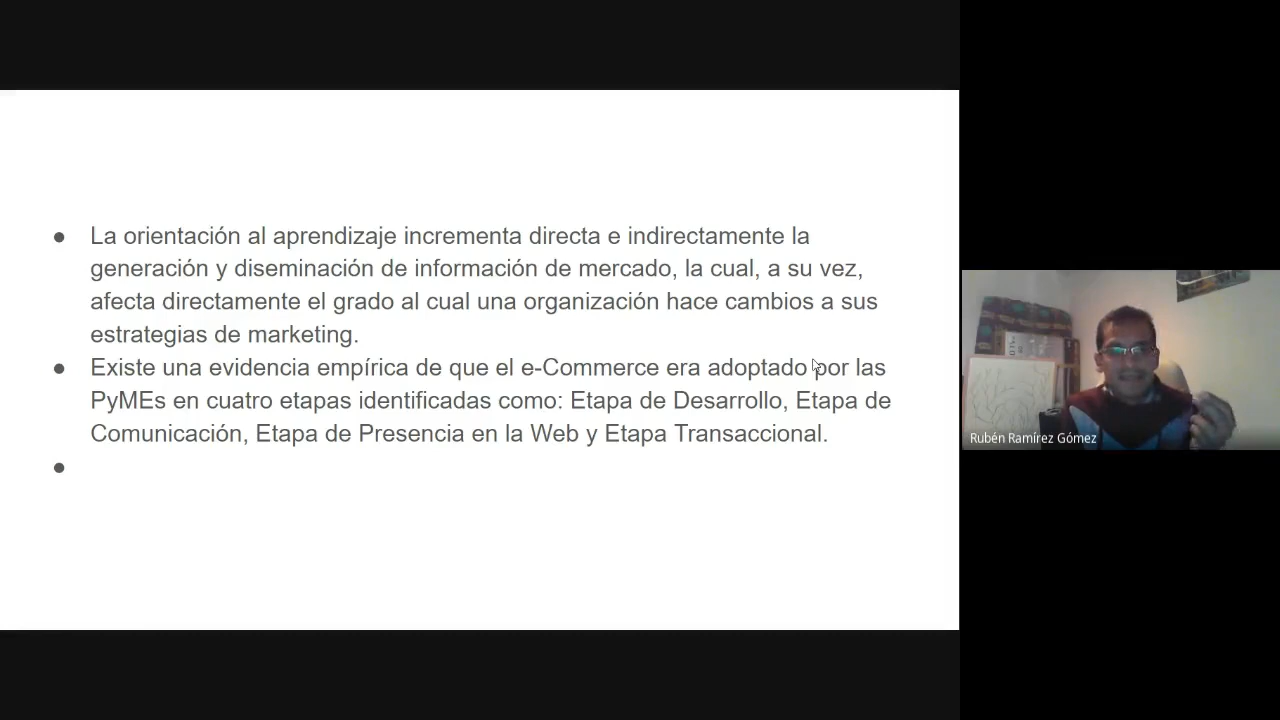 ● La orientación al aprendizaje incrementa directa e indirectamente la
generación y diseminación de información de mercado, la cual, a su vez,
afecta directamente el grado al cual una organización hace cambios a sus
estrategias de marketing.
● Existe una evidencia empírica de que el e-Commerce era adoptado por las
PyMEs en cuatro etapas identificadas como: Etapa de Desarrollo, Etapa de
Comunicación, Etapa de Presencia en la Web y Etapa Transaccional.
●
Rubén Ramírez Gómez